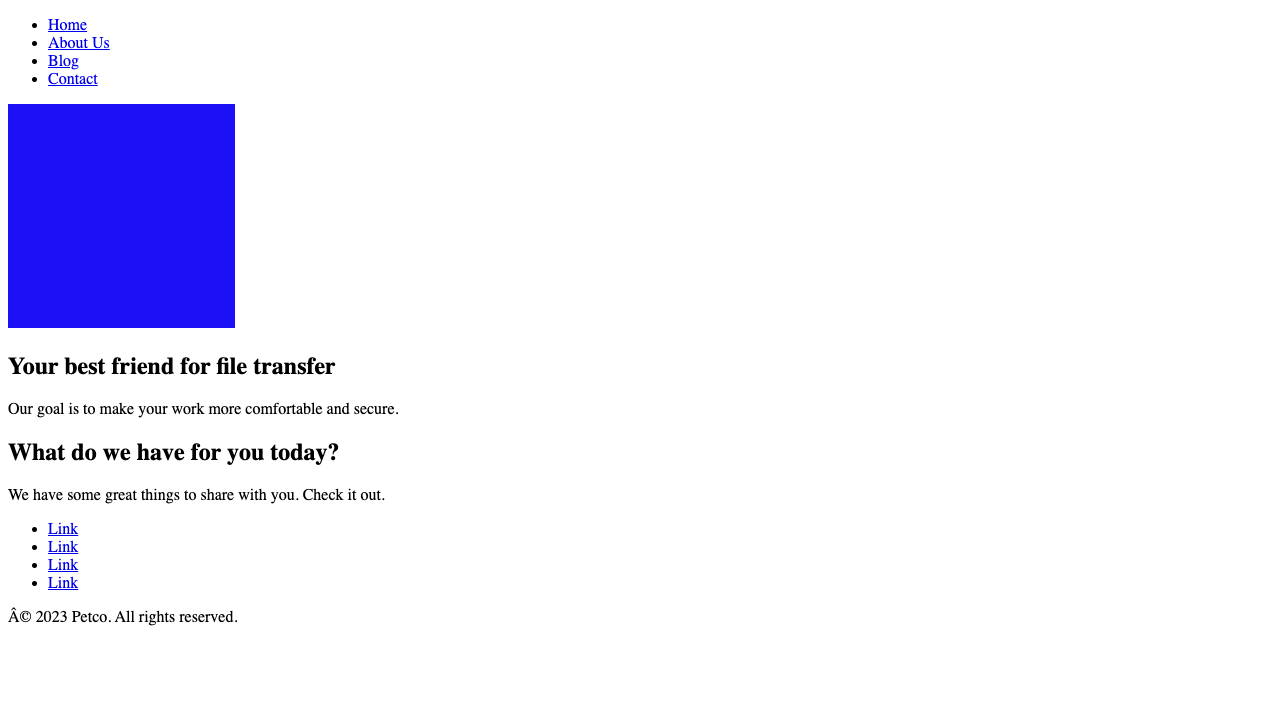 Home
About Us
Blog
Contact
Your best friend for file transfer
Our goal is to make your work more comfortable and secure.
What do we have for you today?
We have some great things to share with you. Check it out.
Link
Link
Link
Link
Â© 2023 Petco. All rights reserved.